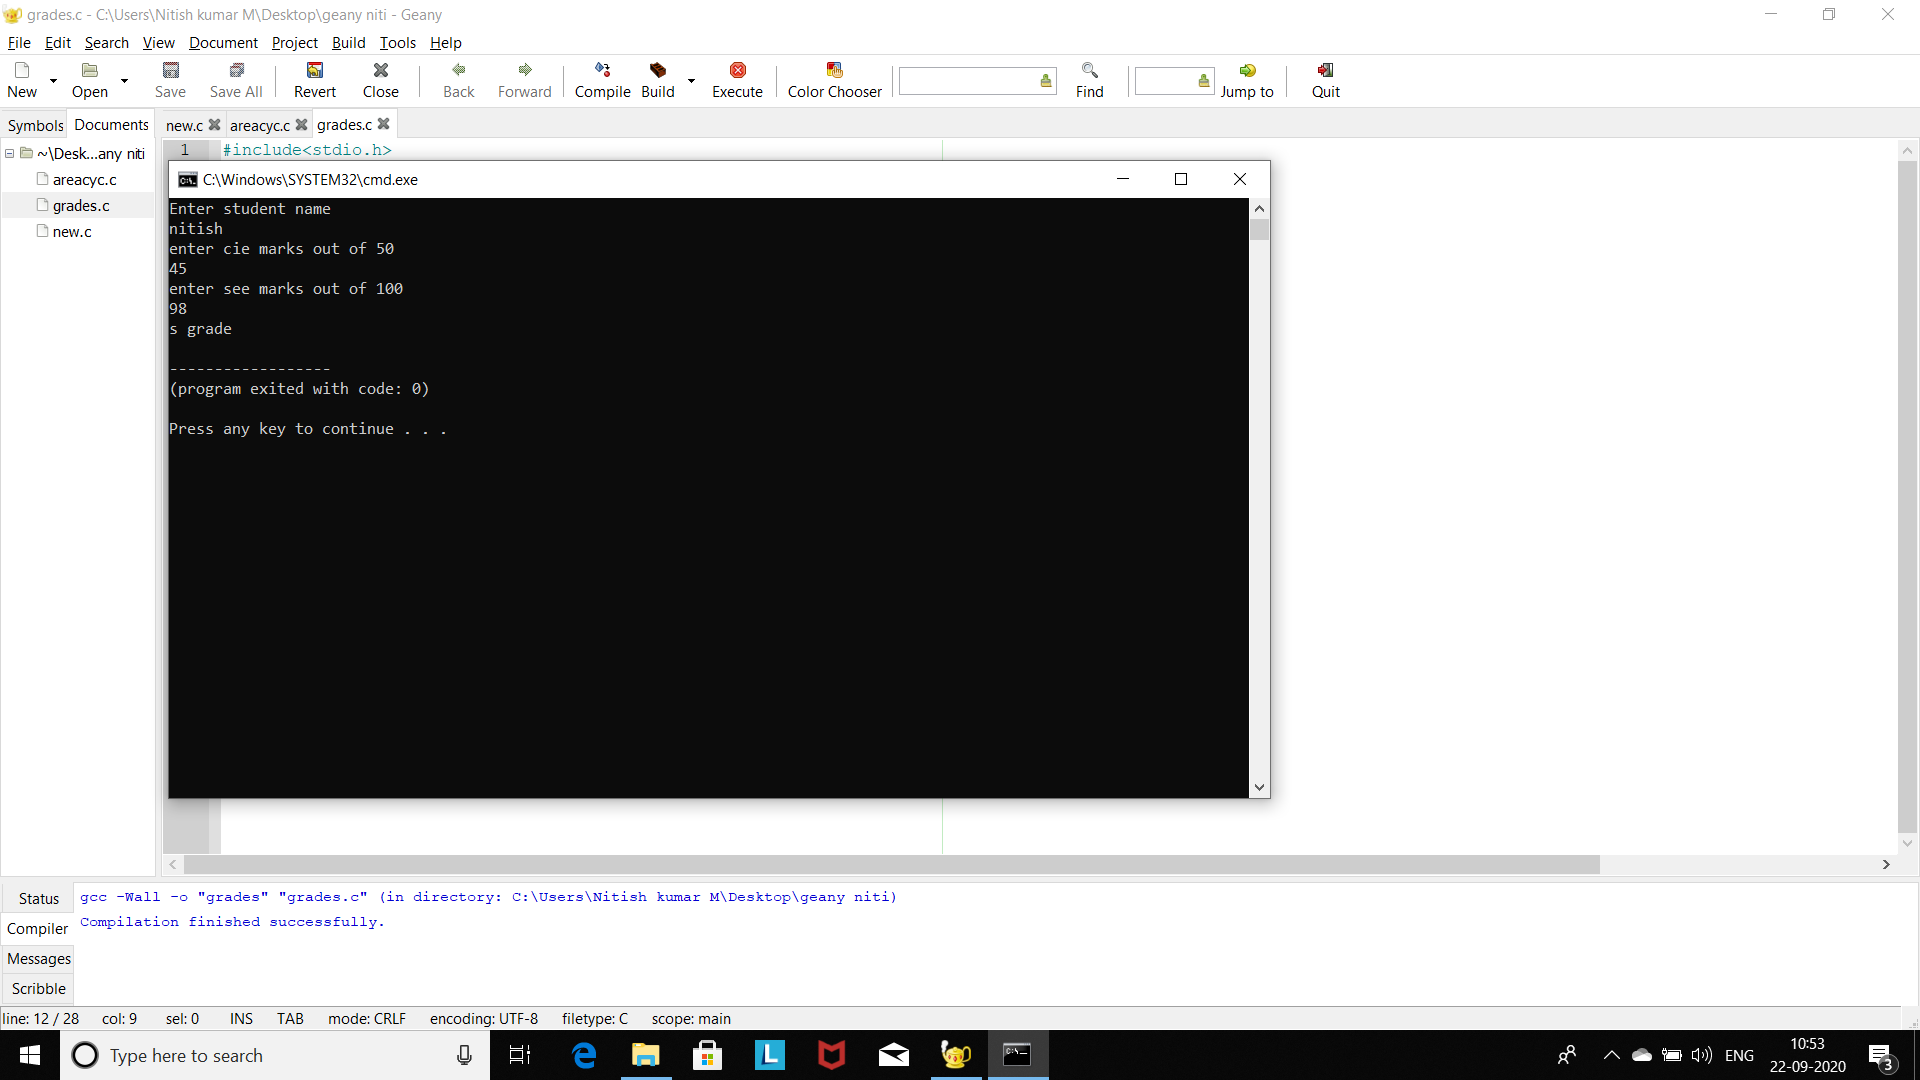 grades.c - C:\Users\Nitish kumar M\Desktop\geany niti - Geany
File Edit Search View Document Project Build Tools Help
New Open Save Save All Revert Close Back Forward Compile Build Execute Color Chooser Find Jump to Quit
Symbols Documents new.c areacyc.c grades.c
~\Desk...any niti
areacyc.c
grades.c
new.c
1 #include<stdio.h>
C:\Windows\SYSTEM32\cmd.exe
Enter student name
nitish
enter cie marks out of 50
45
enter see marks out of 100
98
s grade
------------------
(program exited with code: 0)
Press any key to continue . . .
Status
Compiler
Messages
Scribble
gcc -Wall -o "grades" "grades.c" (in directory: C:\Users\Nitish kumar M\Desktop\geany niti)
Compilation finished successfully.
line: 12 / 28 col: 9 sel: 0 INS TAB mode: CRLF encoding: UTF-8 filetype: C scope: main
Type here to search
L
C:\_
ENG
10:53
22-09-2020
3